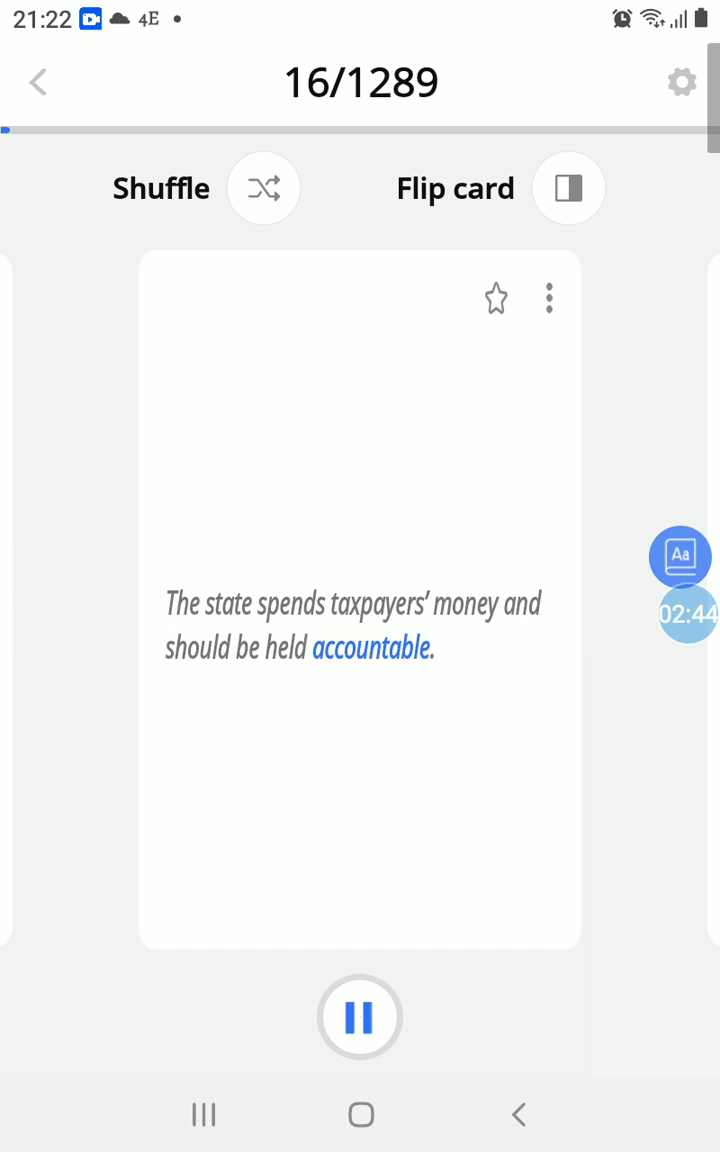 21:22 4E
16/1289
Shuffle Flip card
The state spends taxpayers' money and
should be held accountable.
Aa
02:44